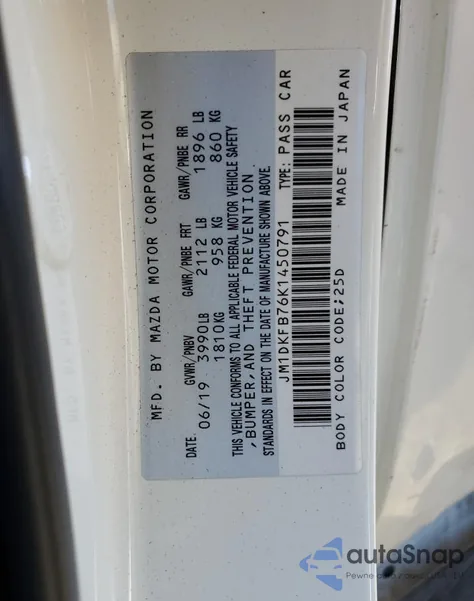 MFD. BY MAZDA MOTOR CORPORATION
DATE GVWR/PNBV GAWR/PNBE FRT GAWR/PNBE RR
06/19 3990LB 2112 LB 1896 LB
1810KG 958 KG 860 KG
THIS VEHICLE CONFORMS TO ALL APPLICABLE FEDERAL MOTOR VEHICLE SAFETY
,BUMPER,AND THEFT PREVENTION
STANDARDS IN EFFECT ON THE DATE OF MANUFACTURE SHOWN ABOVE.
JM1DKFB76K1450791 TYPE: PASS CAR
BODY COLOR CODE;25D MADE IN JAPAN
autaSnap